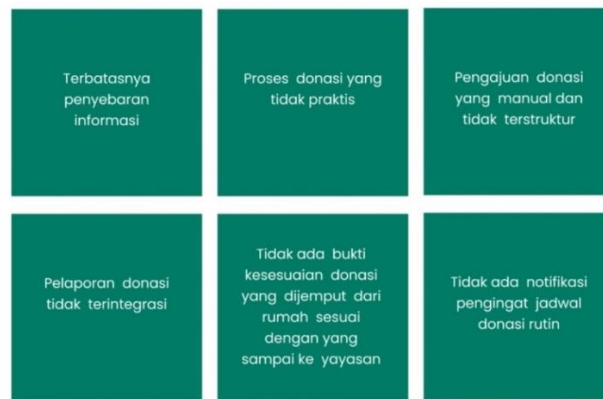 Terbatasnya
penyebaran
informasi
Proses donasi yang
tidak praktis
Pengajuan donasi
yang manual dan
tidak terstruktur
Pelaporan donasi
tidak terintegrasi
Tidak ada bukti
kesesuaian donasi
yang dijemput dari
rumah sesuai
dengan yang
sampai ke yayasan
Tidak ada notifikasi
pengingat jadwal
donasi rutin